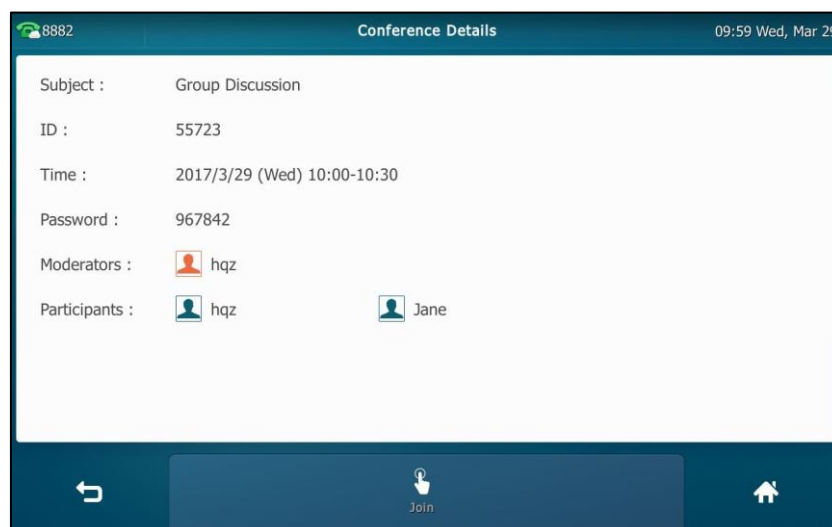 8882 Conference Details 09:59 Wed, Mar 29
Subject : Group Discussion
ID : 55723
Time : 2017/3/29 (Wed) 10:00-10:30
Password : 967842
Moderators : hqz
Participants : hqz Jane
Join